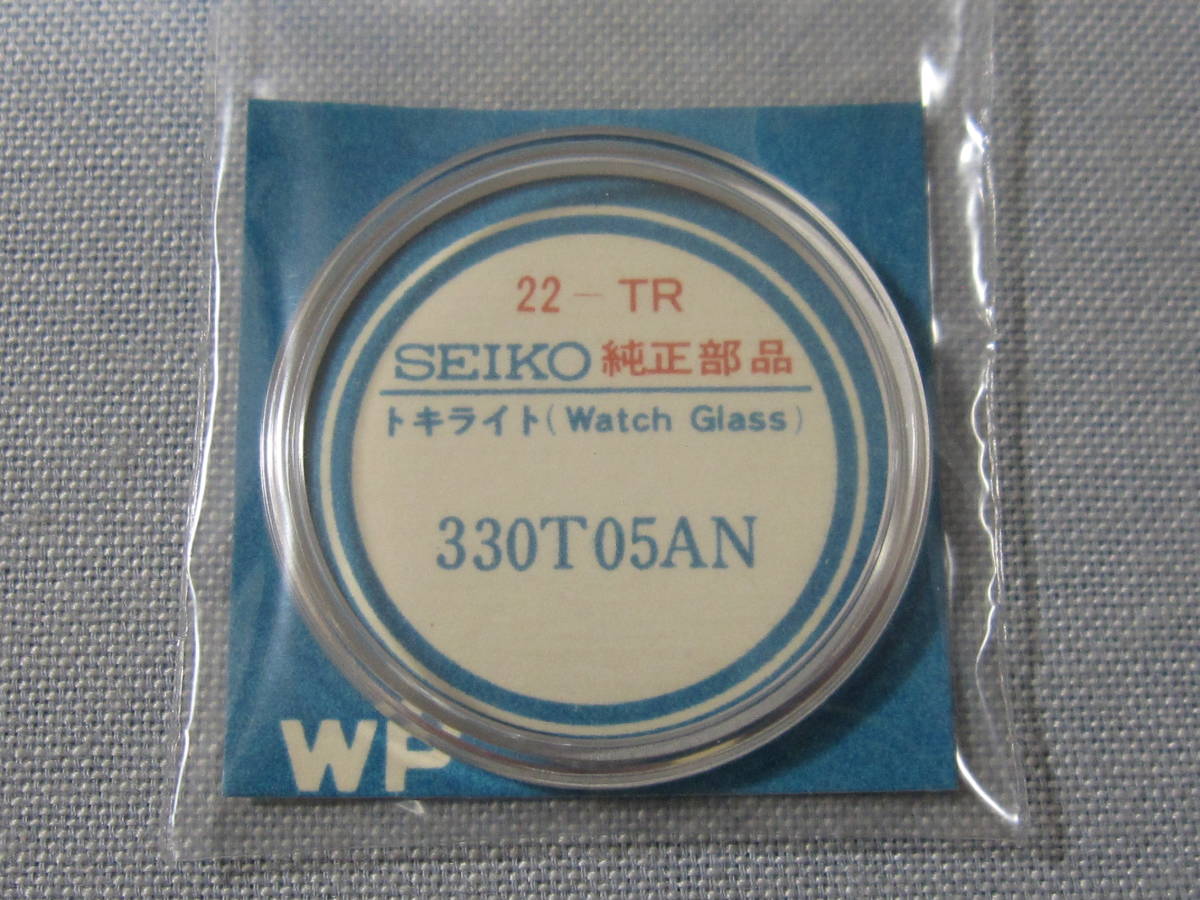 22 - TR
SEIKO 純正部品
トキライト(Watch Glass)
330T05AN
WP